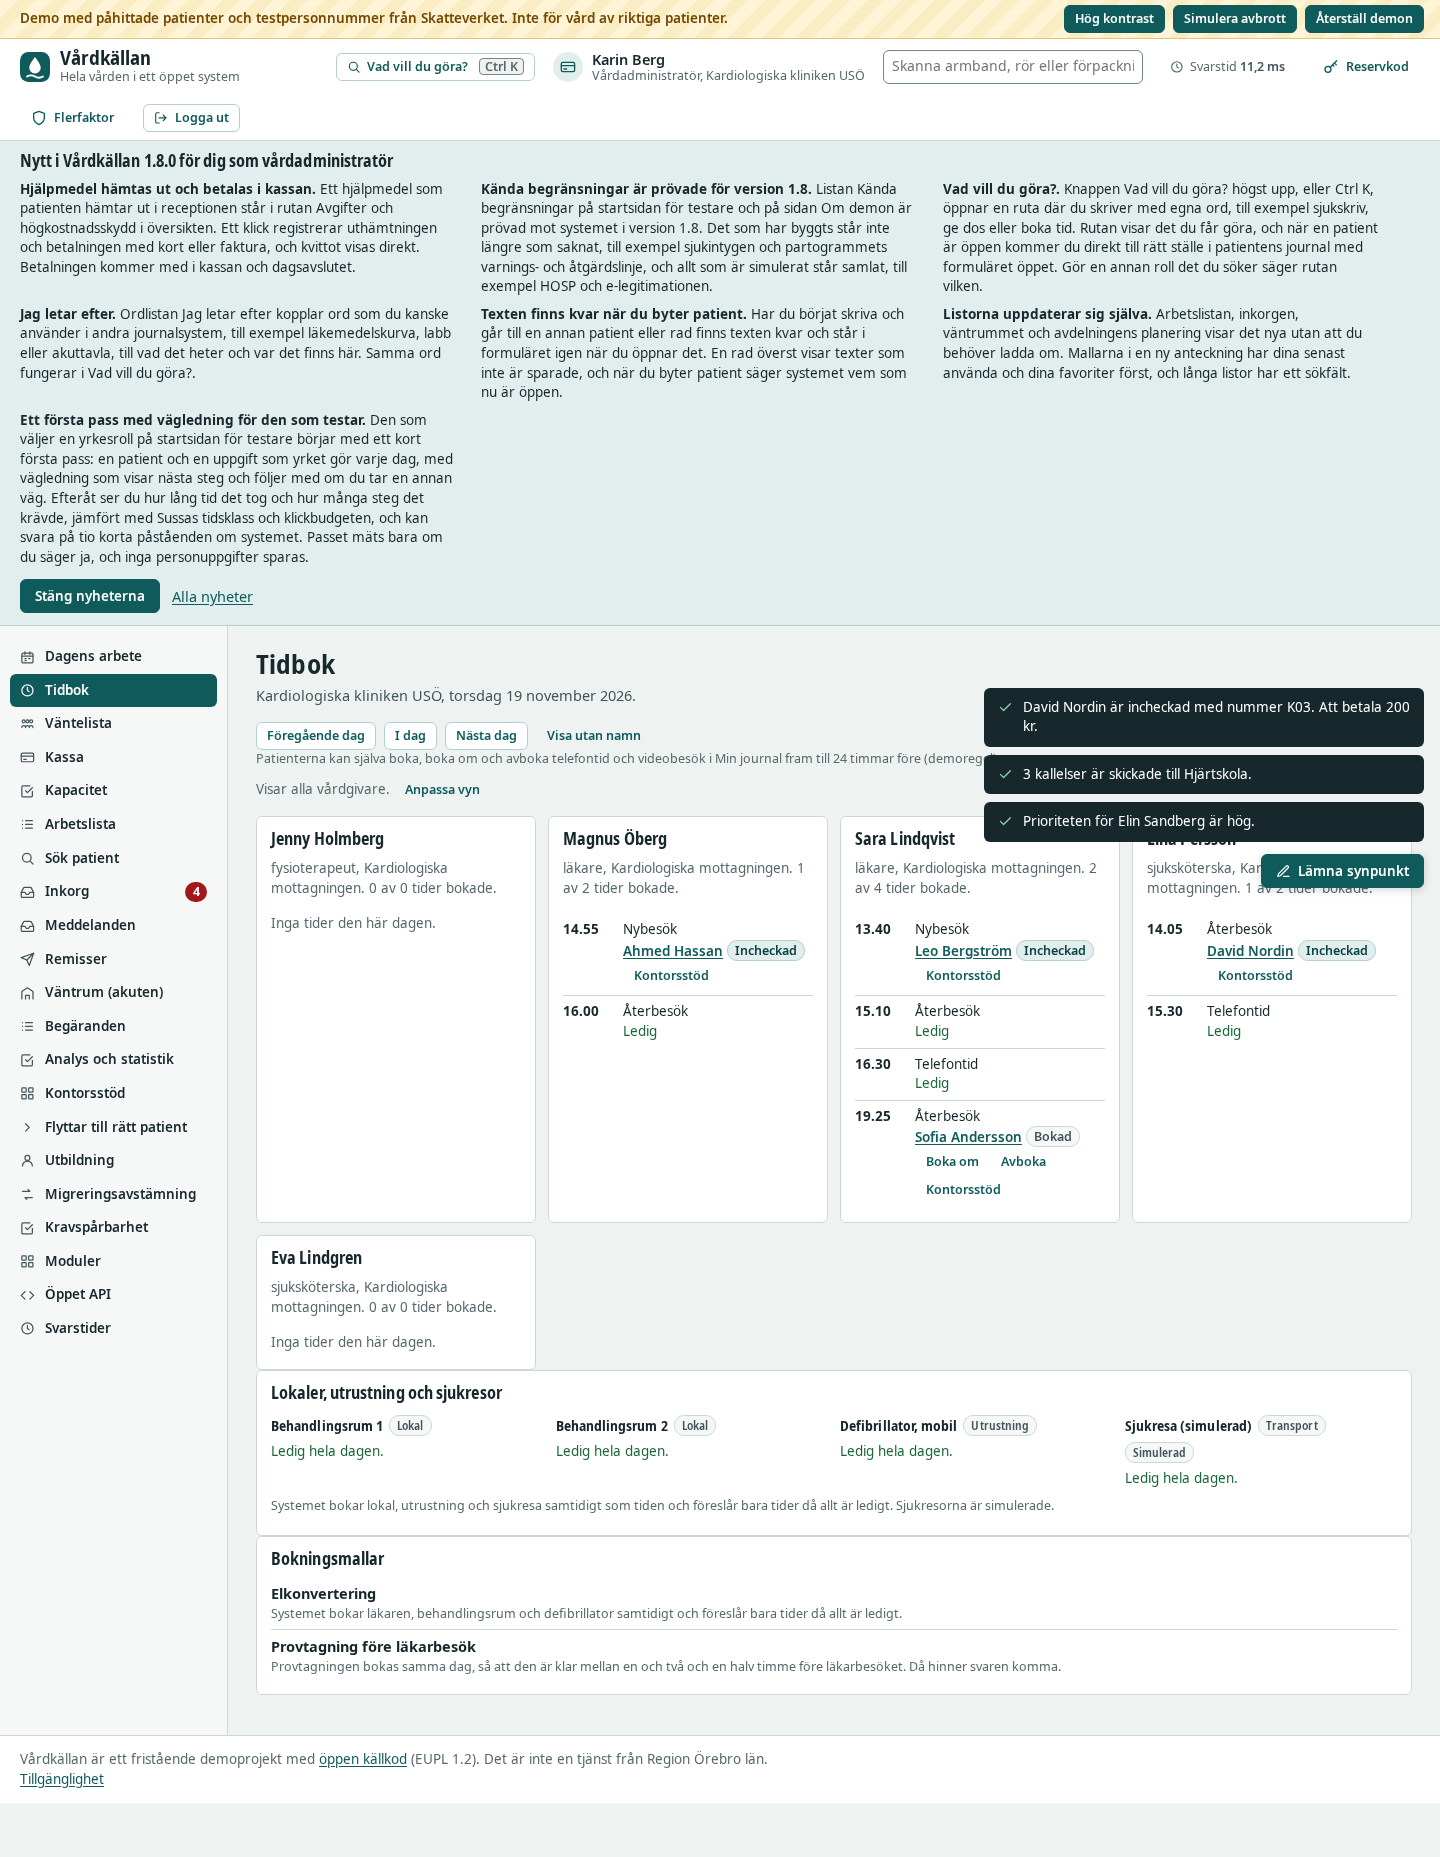 Demo med påhittade patienter och testpersonnummer från Skatteverket. Inte för vård av riktiga patienter.
Hög kontrast
Simulera avbrott
Återställ demon
Vårdkällan
Hela vården i ett öppet system
Vad vill du göra? Ctrl K
Karin Berg
Vårdadministratör, Kardiologiska kliniken USÖ
Skanna armband, rör eller förpackni
Svarstid 11,2 ms
Reservkod
Flerfaktor
Logga ut
Nytt i Vårdkällan 1.8.0 för dig som vårdadministratör
Hjälpmedel hämtas ut och betalas i kassan. Ett hjälpmedel som
patienten hämtar ut i receptionen står i rutan Avgifter och
högkostnadsskydd i översikten. Ett klick registrerar uthämtningen
och betalningen med kort eller faktura, och kvittot visas direkt.
Betalningen kommer med i kassan och dagsavslutet.
Kända begränsningar är prövade för version 1.8. Listan Kända
begränsningar på startsidan för testare och på sidan Om demon är
prövad mot systemet i version 1.8. Det som har byggts står inte
längre som saknat, till exempel sjukintygen och partogrammets
varnings- och åtgärdslinje, och allt som är simulerat står samlat, till
exempel HOSP och e-legitimationen.
Vad vill du göra?. Knappen Vad vill du göra? högst upp, eller Ctrl K,
öppnar en ruta där du skriver med egna ord, till exempel sjukskriv,
ge dos eller boka tid. Rutan visar det du får göra, och när en patient
är öppen kommer du direkt till rätt ställe i patientens journal med
formuläret öppet. Gör en annan roll det du söker säger rutan
vilken.
Jag letar efter. Ordlistan Jag letar efter kopplar ord som du kanske
använder i andra journalsystem, till exempel läkemedelskurva, labb
eller akuttavla, till vad det heter och var det finns här. Samma ord
fungerar i Vad vill du göra?.
Texten finns kvar när du byter patient. Har du börjat skriva och
går till en annan patient eller rad finns texten kvar och står i
formuläret igen när du öppnar det. En rad överst visar texter som
inte är sparade, och när du byter patient säger systemet vem som
nu är öppen.
Listorna uppdaterar sig själva. Arbetslistan, inkorgen,
väntrummet och avdelningens planering visar det nya utan att du
behöver ladda om. Mallarna i en ny anteckning har dina senast
använda och dina favoriter först, och långa listor har ett sökfält.
Ett första pass med vägledning för den som testar. Den som
väljer en yrkesroll på startsidan för testare börjar med ett kort
första pass: en patient och en uppgift som yrket gör varje dag, med
vägledning som visar nästa steg och följer med om du tar en annan
väg. Efteråt ser du hur lång tid det tog och hur många steg det
krävde, jämfört med Sussas tidsklass och klickbudgeten, och kan
svara på tio korta påståenden om systemet. Passet mäts bara om
du säger ja, och inga personuppgifter sparas.
Stäng nyheterna
Alla nyheter
Dagens arbete
Tidbok
Väntelista
Kassa
Kapacitet
Arbetslista
Sök patient
Inkorg 4
Meddelanden
Remisser
Väntrum (akuten)
Begäranden
Analys och statistik
Kontorsstöd
Flyttar till rätt patient
Utbildning
Migreringsavstämning
Kravspårbarhet
Moduler
Öppet API
Svarstider
Tidbok
Kardiologiska kliniken USÖ, torsdag 19 november 2026.
Föregående dag
I dag
Nästa dag
Visa utan namn
Patienterna kan själva boka, boka om och avboka telefontid och videobesök i Min journal fram till 24 timmar före
Visar alla vårdgivare. Anpassa vyn
David Nordin är incheckad med nummer K03. Att betala 200
kr.
3 kallelser är skickade till Hjärtskola.
Prioriteten för Elin Sandberg är hög.
Lämna synpunkt
Jenny Holmberg
fysioterapeut, Kardiologiska
mottagningen. 0 av 0 tider bokade.
Inga tider den här dagen.
Magnus Öberg
läkare, Kardiologiska mottagningen. 1
av 2 tider bokade.
14.55 Nybesök
Ahmed Hassan Incheckad
Kontorsstöd
16.00 Återbesök
Ledig
Sara Lindqvist
läkare, Kardiologiska mottagningen. 2
av 4 tider bokade.
13.40 Nybesök
Leo Bergström Incheckad
Kontorsstöd
15.10 Återbesök
Ledig
16.30 Telefontid
Ledig
19.25 Återbesök
Sofia Andersson Bokad
Boka om Avboka
Kontorsstöd
sjuksköterska,
mottagningen. 1 av 2 tider bokade.
14.05 Återbesök
David Nordin Incheckad
Kontorsstöd
15.30 Telefontid
Ledig
Eva Lindgren
sjuksköterska, Kardiologiska
mottagningen. 0 av 0 tider bokade.
Inga tider den här dagen.
Lokaler, utrustning och sjukresor
Behandlingsrum 1 Lokal
Ledig hela dagen.
Behandlingsrum 2 Lokal
Ledig hela dagen.
Defibrillator, mobil Utrustning
Ledig hela dagen.
Sjukresa (simulerad) Transport
Simulerad
Ledig hela dagen.
Systemet bokar lokal, utrustning och sjukresa samtidigt som tiden och föreslår bara tider då allt är ledigt. Sjukresorna är simulerade.
Bokningsmallar
Elkonvertering
Systemet bokar läkaren, behandlingsrum och defibrillator samtidigt och föreslår bara tider då allt är ledigt.
Provtagning före läkarbesök
Provtagningen bokas samma dag, så att den är klar mellan en och två och en halv timme före läkarbesöket. Då hinner svaren komma.
Vårdkällan är ett fristående demoprojekt med öppen källkod (EUPL 1.2). Det är inte en tjänst från Region Örebro län.
Tillgänglighet